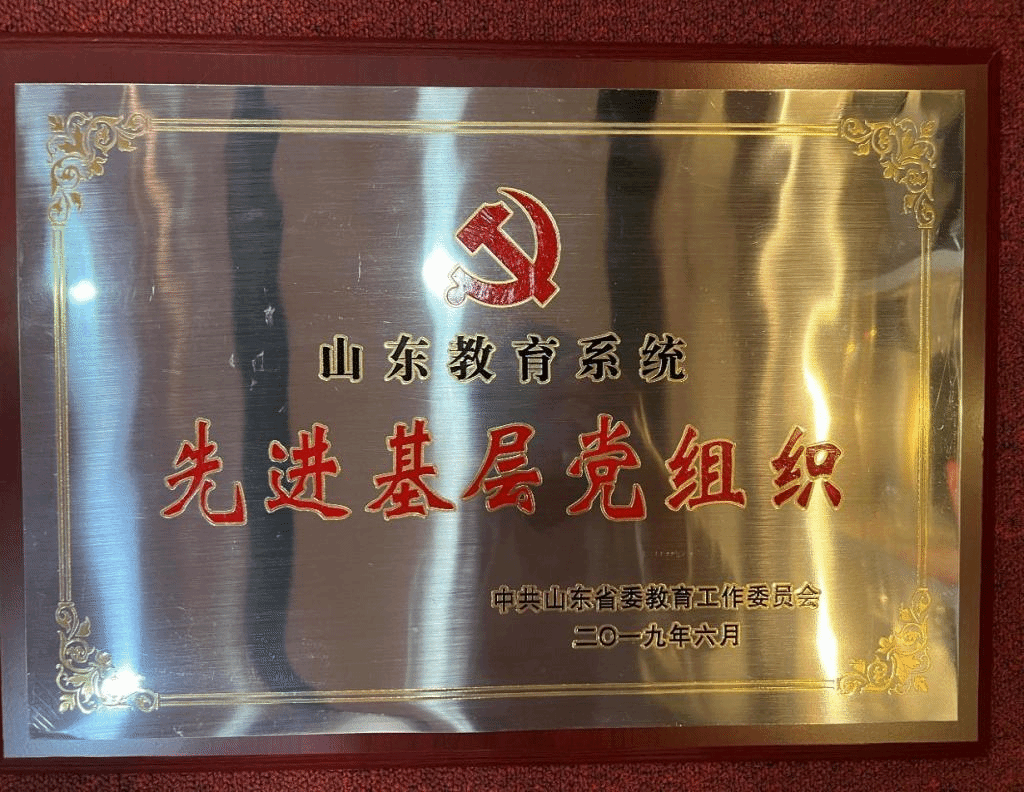 山东教育系统
先进基层党组织
中共山东省委教育工作委员会
二〇一九年六月